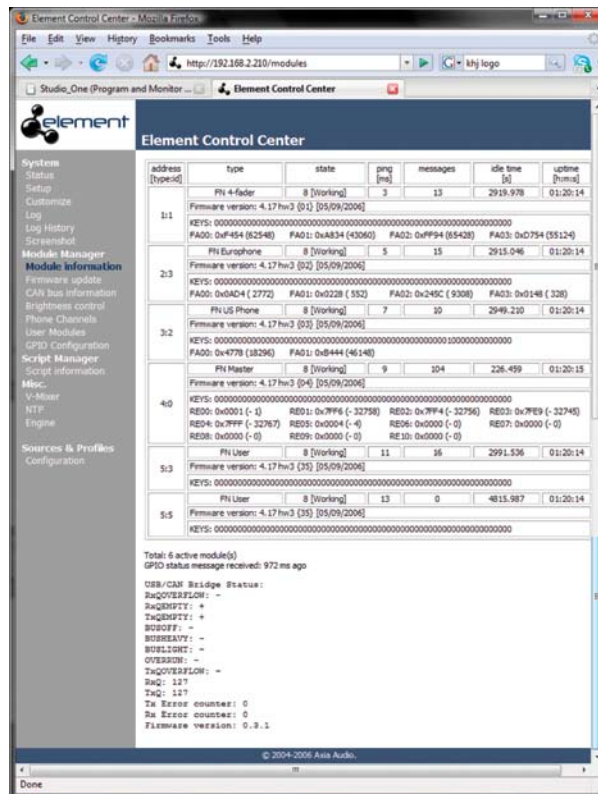 Element Control Center - Mozilla Firefox
File Edit View History Bookmarks Tools Help
http://192.168.2.210/modules
khj logo
Studio_One (Program and Monitor ...
Element Control Center
element
Element Control Center
System
Status
Setup
Customize
Log
Log History
Screenshot
Module Manager
Module information
Firmware update
CAN bus information
Brightness control
Phone Channels
User Modules
GPIO Configuration
Script Manager
Script information
Misc.
V-Mixer
NTP
Engine
Sources & Profiles
Configuration
address [type:id] type state ping [ms] messages idle time [s] uptime [h:m:s]
1:1
FN 4-fader 8 [Working] 3 13 2919.978 01:20:14
Firmware version: 4.17 hw3 {01} [05/09/2006]
FA00: 0xF454 (62548) FA01: 0xA834 (43060) FA02: 0xFF94 (65428) FA03: 0xD754 (55124)
2:3
FN Europhone 8 [Working] 5 15 2915.046 01:20:14
Firmware version: 4.17 hw3 {02} [05/09/2006]
FA00: 0x0AD4 ( 2772) FA01: 0x0228 ( 552) FA02: 0x245C ( 9308) FA03: 0x0148 ( 328)
3:2
FN US Phone 8 [Working] 7 10 2949.210 01:20:14
Firmware version: 4.17 hw3 {03} [05/09/2006]
FA00: 0x4778 (18296) FA01: 0xB444 (46148)
4:0
FN Master 8 [Working] 9 104 226.459 01:20:15
Firmware version: 4.17 hw3 {04} [05/09/2006]
RE00: 0x0001 (- 1) RE01: 0x7FF6 (- 32758) RE02: 0x7FF4 (- 32756) RE03: 0x7FE9 (- 32745)
RE04: 0x7FFF (- 32767) RE05: 0x0004 (- 4) RE06: 0x0000 (- 0) RE07: 0x0000 (- 0)
RE08: 0x0000 (- 0) RE09: 0x0000 (- 0) RE10: 0x0000 (- 0)
5:3
FN User 8 [Working] 11 16 2991.536 01:20:14
Firmware version: 4.17 hw3 {35} [05/09/2006]
5:5
FN User 8 [Working] 13 0 4815.987 01:20:14
Firmware version: 4.17 hw3 {35} [05/09/2006]
Total: 6 active module(s)
GPIO status message received: 972 ms ago
USB/CAN Bridge Status:
RxQOVERFLOW: -
RxQEMPTY: +
TxQEMPTY: +
BUSOFF: -
BUSHEAVY: -
BUSLIGHT: -
OVERRUN: -
TxQOVERFLOW: -
RxQ: 127
TxQ: 127
Tx Error counter: 0
Rx Error counter: 0
Firmware version: 0.3.1
© 2004-2006 Axia Audio.
Done